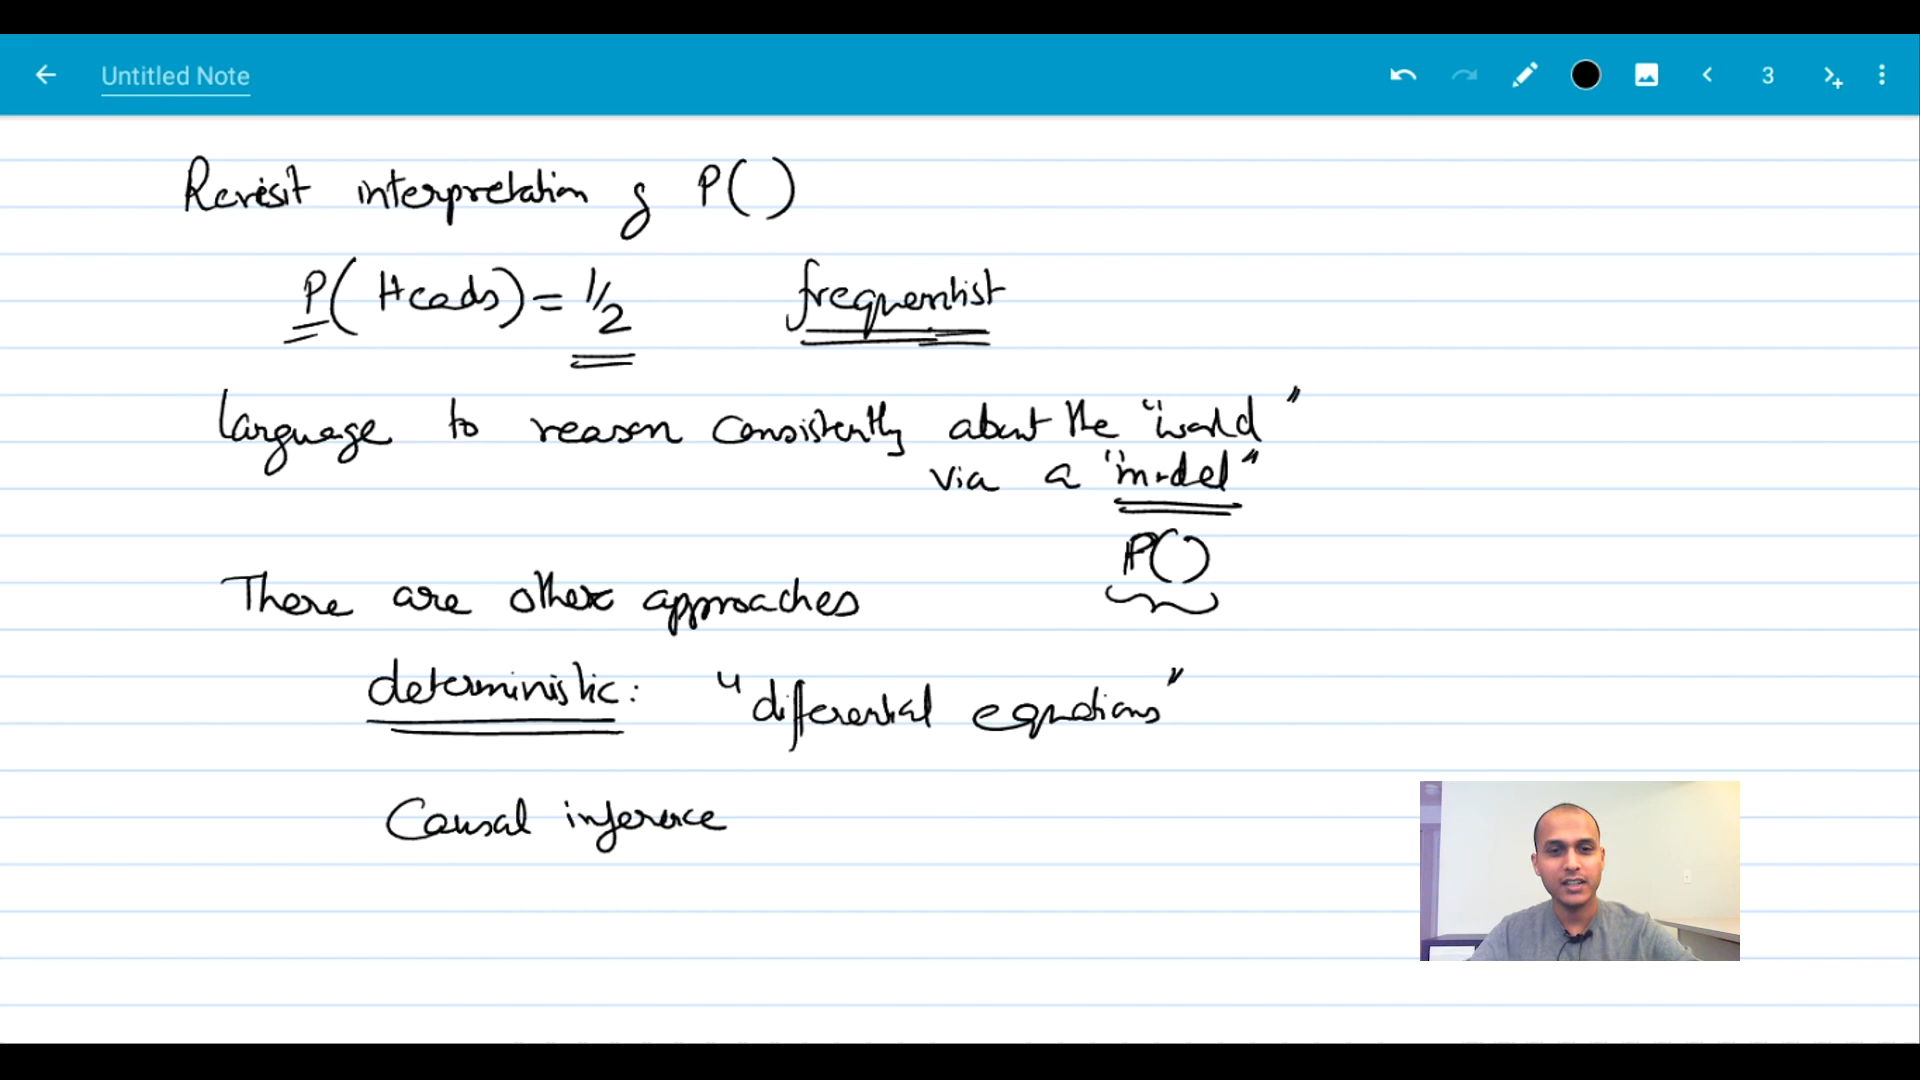 Untitled Note
3
Revisit interpretation of P( )
P(Heads) = 1/2 frequentist
language to reason consistently about the "world"
via a "model"
P( )
There are other approaches
deterministic: "differential equations"
Causal inference